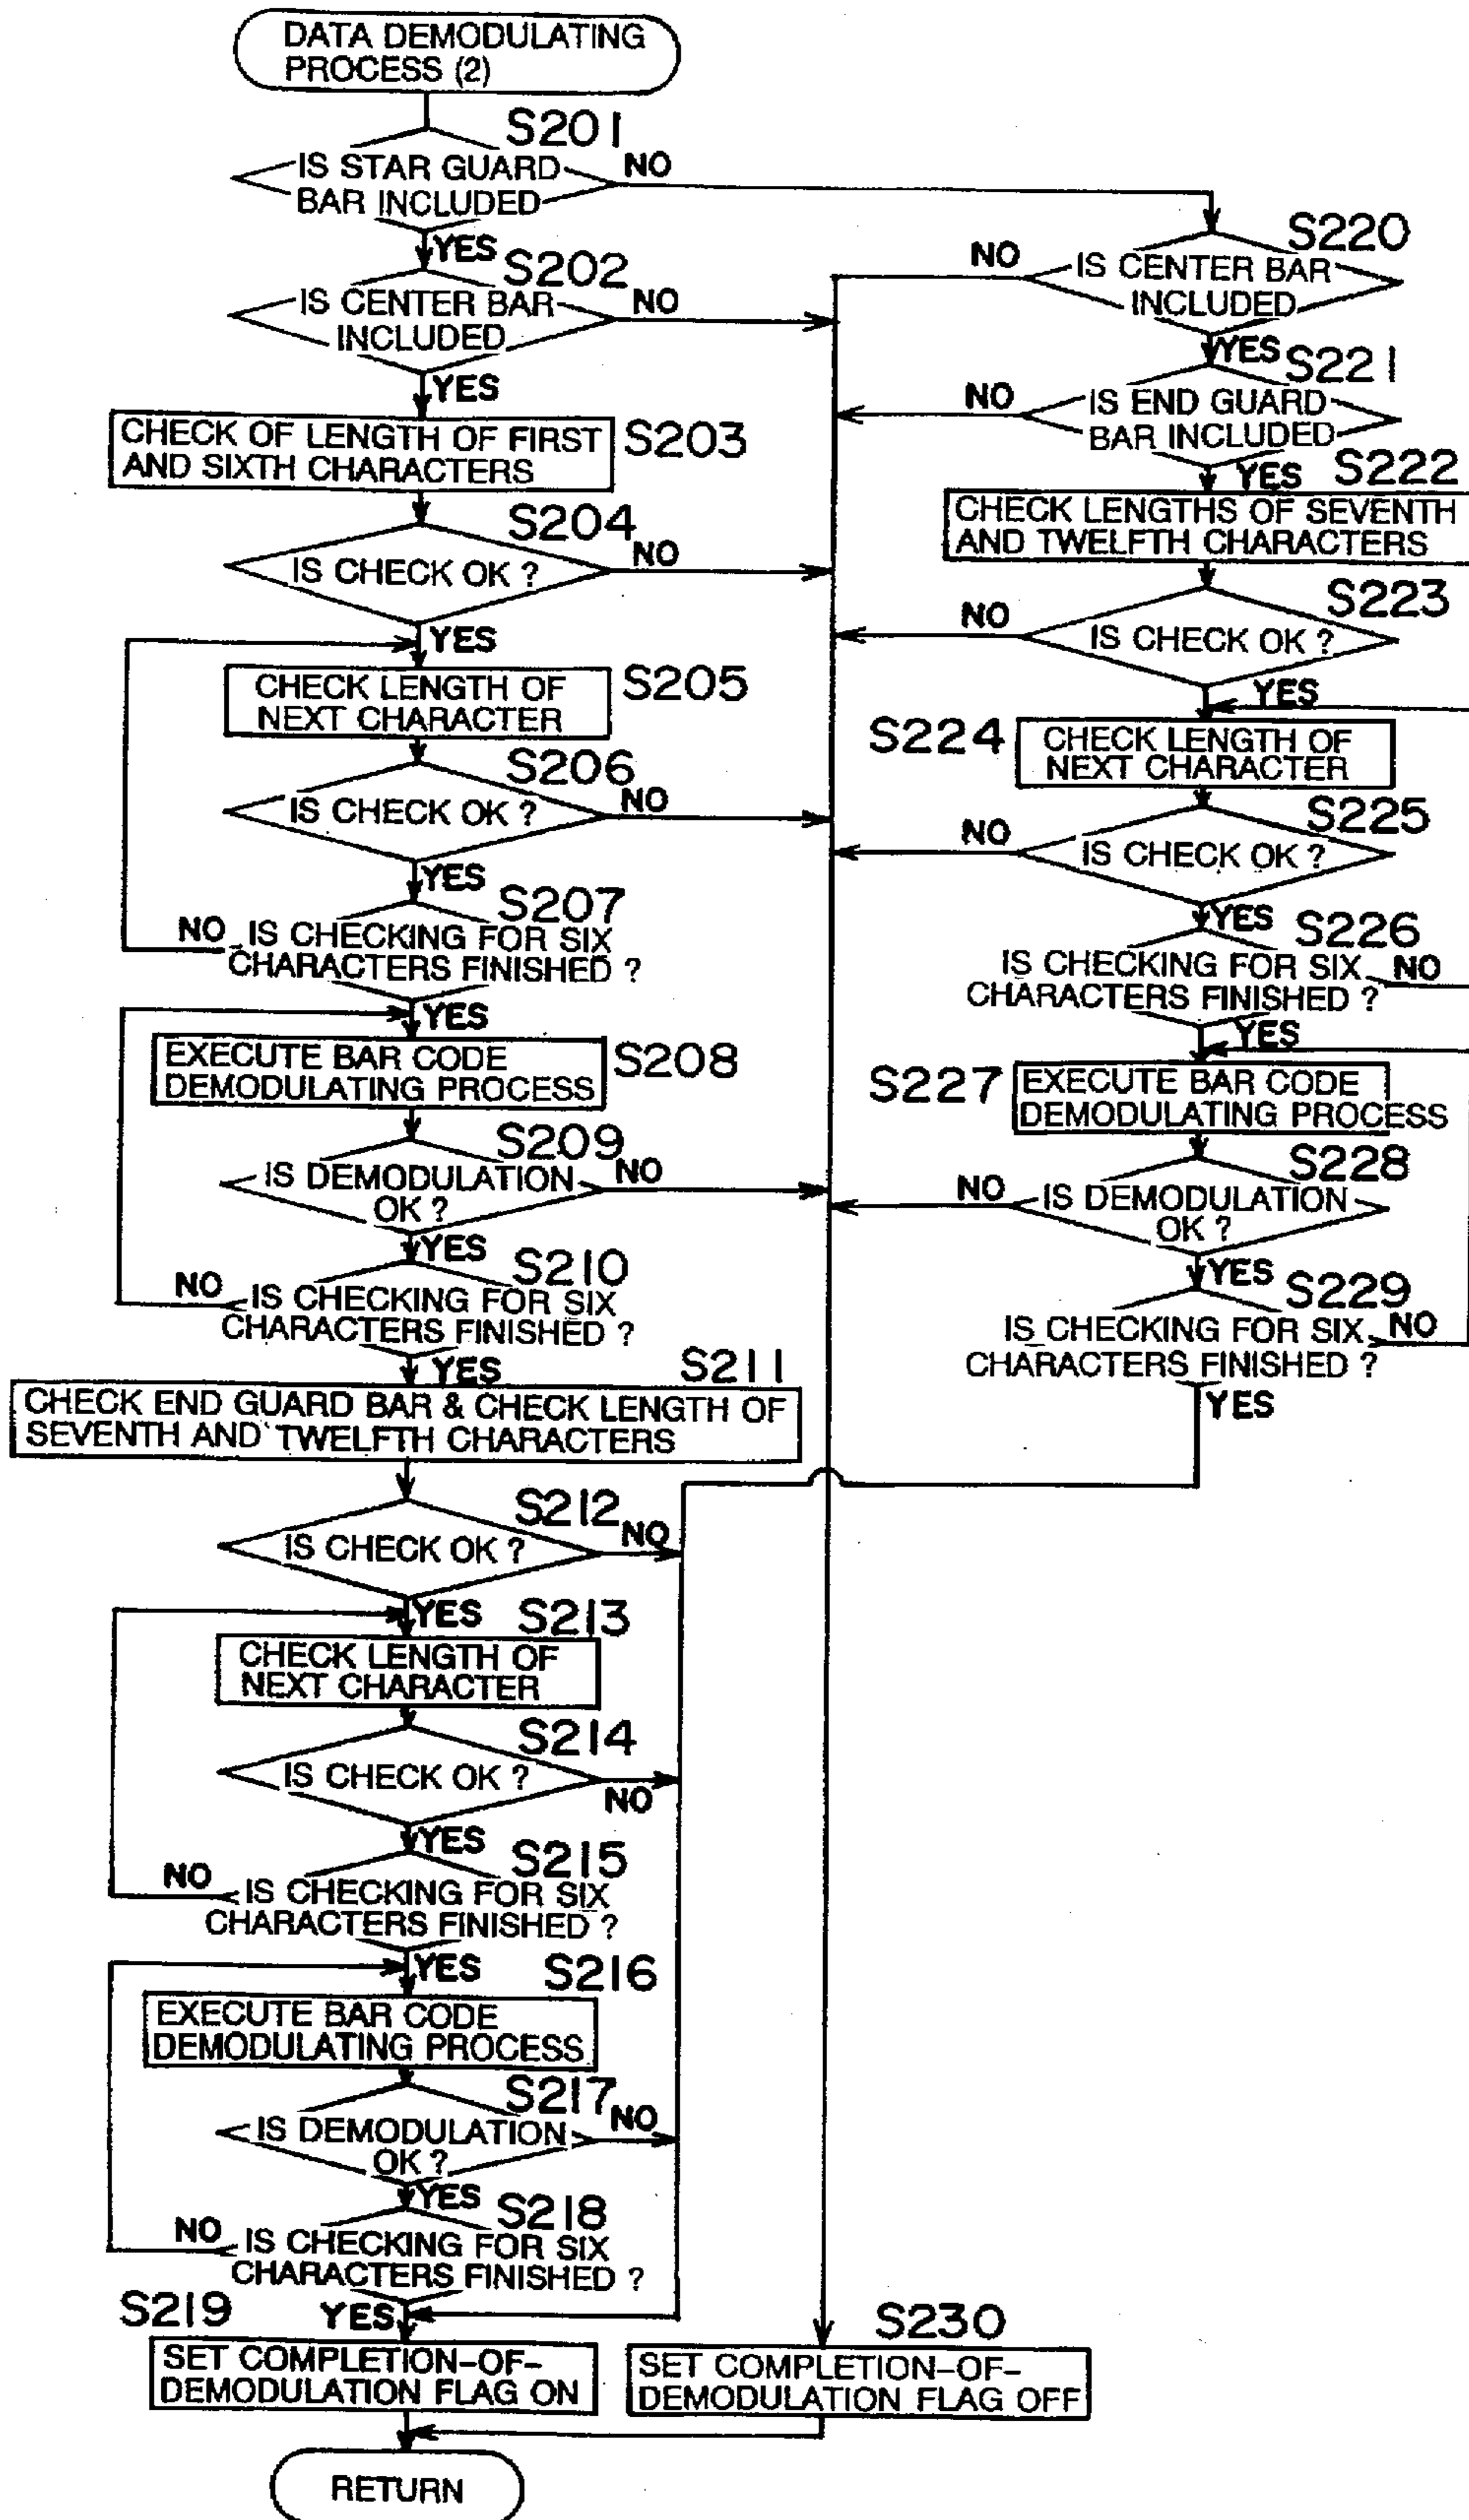 DATA DEMODULATING
PROCESS (2)
S201
IS STAR GUARD
BAR INCLUDED
NO
YES
S202
IS CENTER BAR
INCLUDED
NO
YES
CHECK OF LENGTH OF FIRST
AND SIXTH CHARACTERS
S203
S204
IS CHECK OK ?
NO
YES
CHECK LENGTH OF
NEXT CHARACTER
S205
S206
IS CHECK OK ?
NO
YES
S207
NO
IS CHECKING FOR SIX
CHARACTERS FINISHED ?
YES
EXECUTE BAR CODE
DEMODULATING PROCESS
S208
S209
IS DEMODULATION
OK ?
NO
YES
S210
NO
IS CHECKING FOR SIX
CHARACTERS FINISHED ?
YES
S211
CHECK END GUARD BAR & CHECK LENGTH OF
SEVENTH AND TWELFTH CHARACTERS
S212
IS CHECK OK ?
NO
YES
S213
CHECK LENGTH OF
NEXT CHARACTER
S214
IS CHECK OK ?
NO
YES
S215
NO
IS CHECKING FOR SIX
CHARACTERS FINISHED ?
YES
S216
EXECUTE BAR CODE
DEMODULATING PROCESS
S217
IS DEMODULATION
OK ?
NO
YES
S218
NO
IS CHECKING FOR SIX
CHARACTERS FINISHED ?
S219
YES
SET COMPLETION-OF-
DEMODULATION FLAG ON
S220
NO
IS CENTER BAR
INCLUDED
YES
S221
NO
IS END GUARD
BAR INCLUDED
YES
S222
CHECK LENGTHS OF SEVENTH
AND TWELFTH CHARACTERS
S223
NO
IS CHECK OK ?
YES
S224
CHECK LENGTH OF
NEXT CHARACTER
S225
NO
IS CHECK OK ?
YES
S226
IS CHECKING FOR SIX
CHARACTERS FINISHED ?
NO
YES
S227
EXECUTE BAR CODE
DEMODULATING PROCESS
S228
NO
IS DEMODULATION
OK ?
YES
S229
IS CHECKING FOR SIX
CHARACTERS FINISHED ?
NO
YES
S230
SET COMPLETION-OF-
DEMODULATION FLAG OFF
RETURN